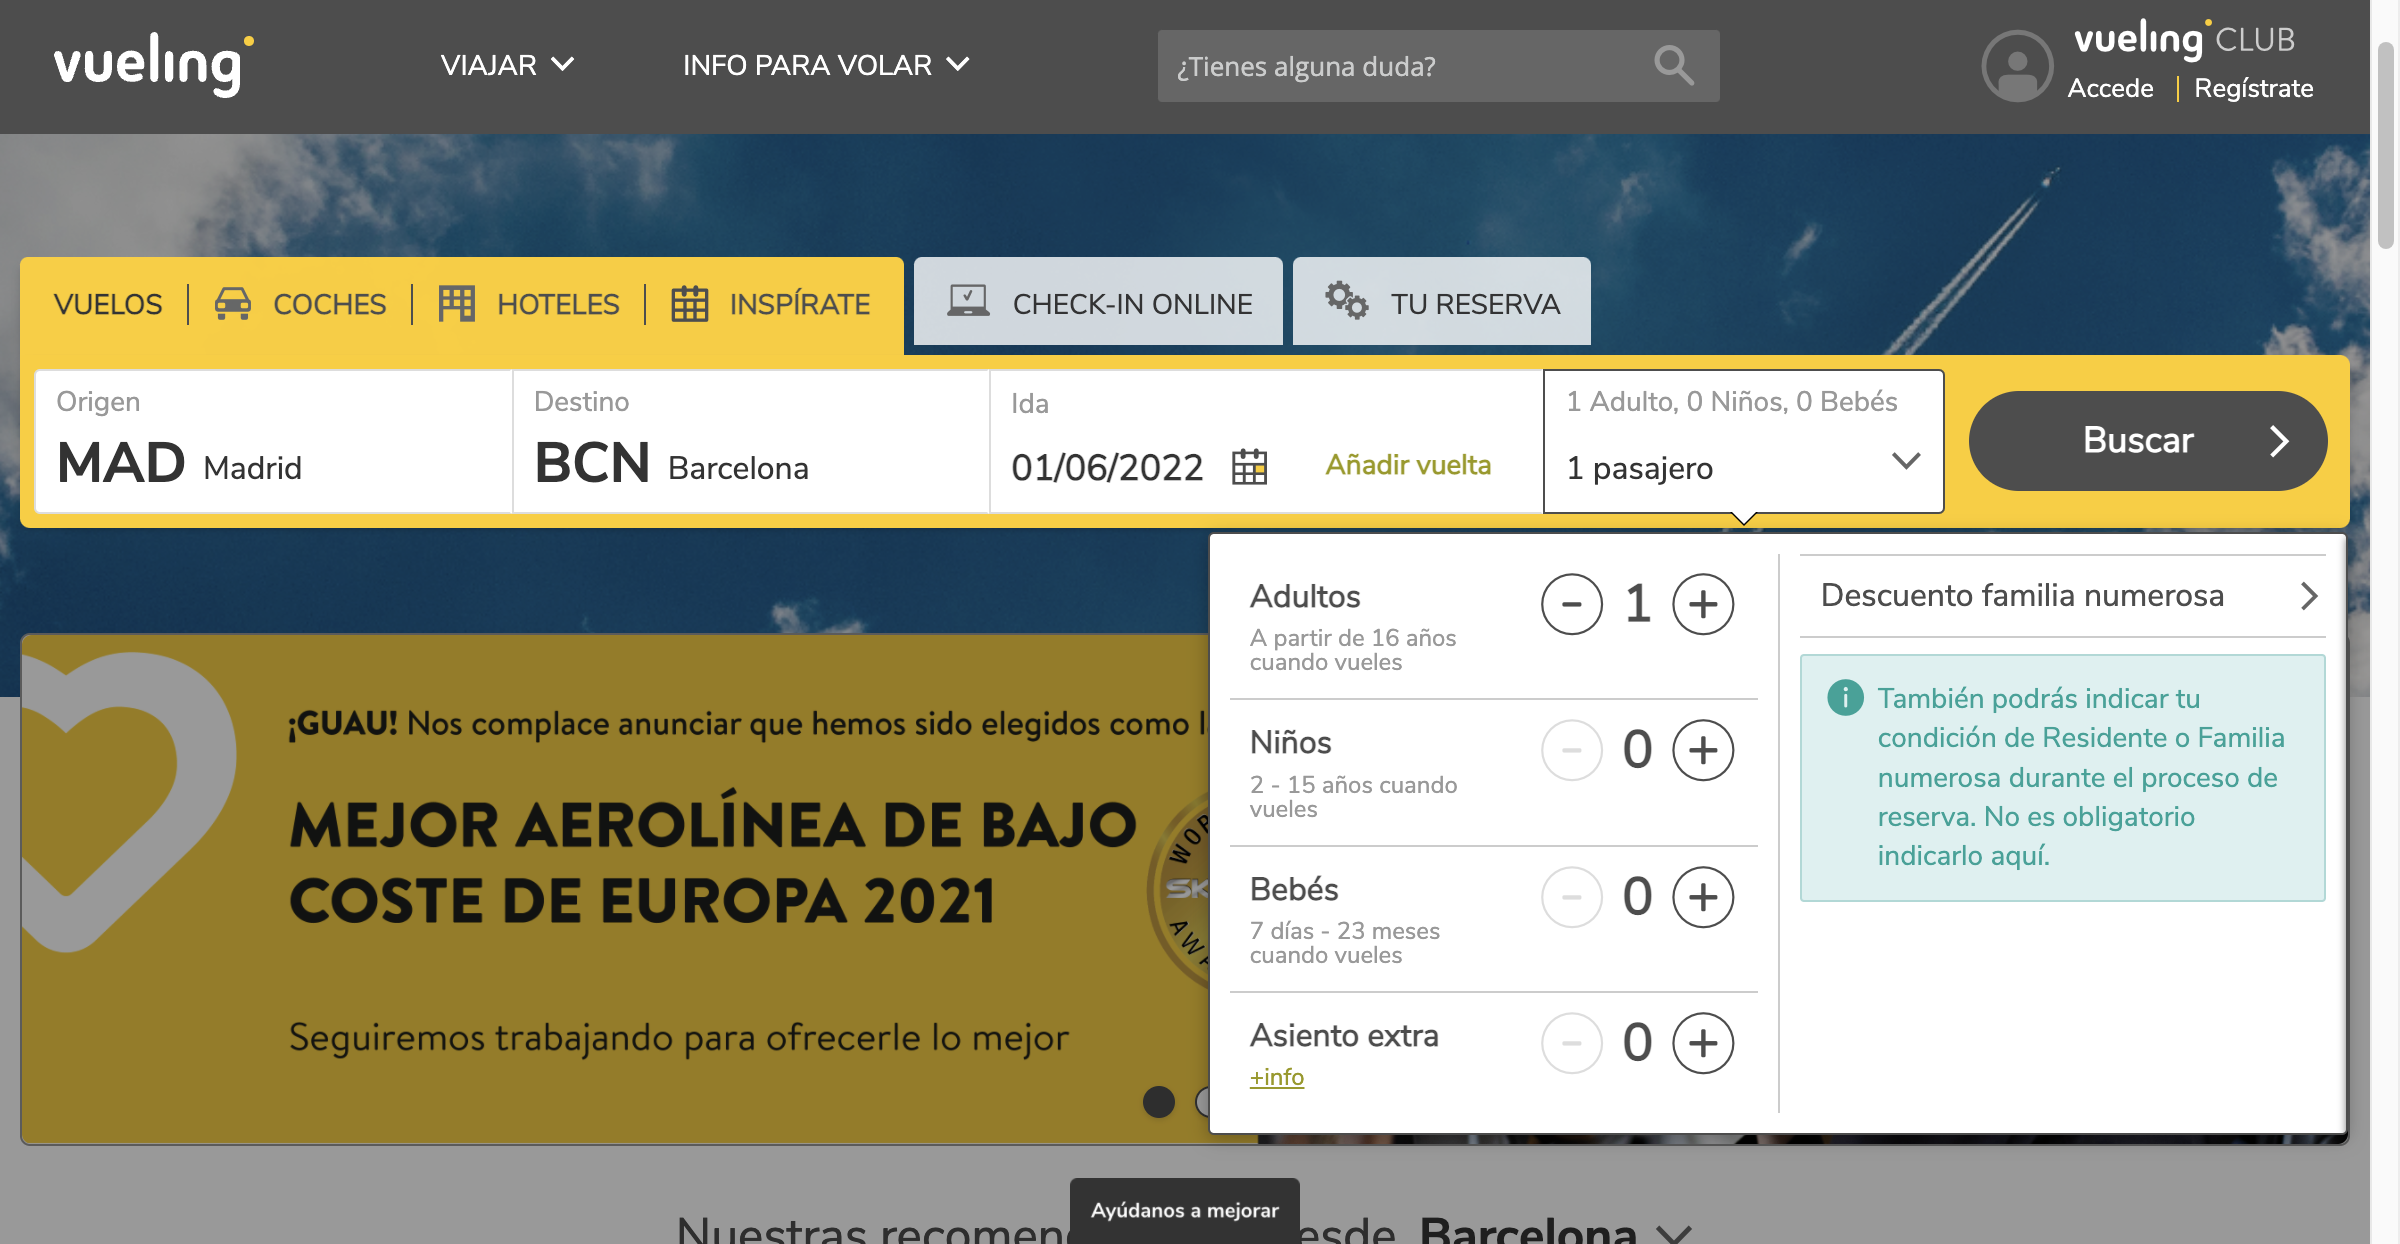 vueling
VIAJAR
INFO PARA VOLAR
¿Tienes alguna duda?
vueling CLUB
Accede
Regístrate
VUELOS
COCHES
HOTELES
INSPÍRATE
CHECK-IN ONLINE
TU RESERVA
Origen
MAD Madrid
Destino
BCN Barcelona
Ida
01/06/2022
Añadir vuelta
1 Adulto, 0 Niños, 0 Bebés
1 pasajero
Buscar
Adultos
A partir de 16 años
cuando vueles
1
Niños
2 - 15 años cuando
vueles
0
Bebés
7 días - 23 meses
cuando vueles
0
Asiento extra
+info
0
Descuento familia numerosa
También podrás indicar tu
condición de Residente o Familia
numerosa durante el proceso de
reserva. No es obligatorio
indicarlo aquí.
¡GUAU! Nos complace anunciar que hemos sido elegidos como
MEJOR AEROLÍNEA DE BAJO
COSTE DE EUROPA 2021
Seguiremos trabajando para ofrecerle lo mejor
Ayúdanos a mejorar
Nuestras
Barcelona